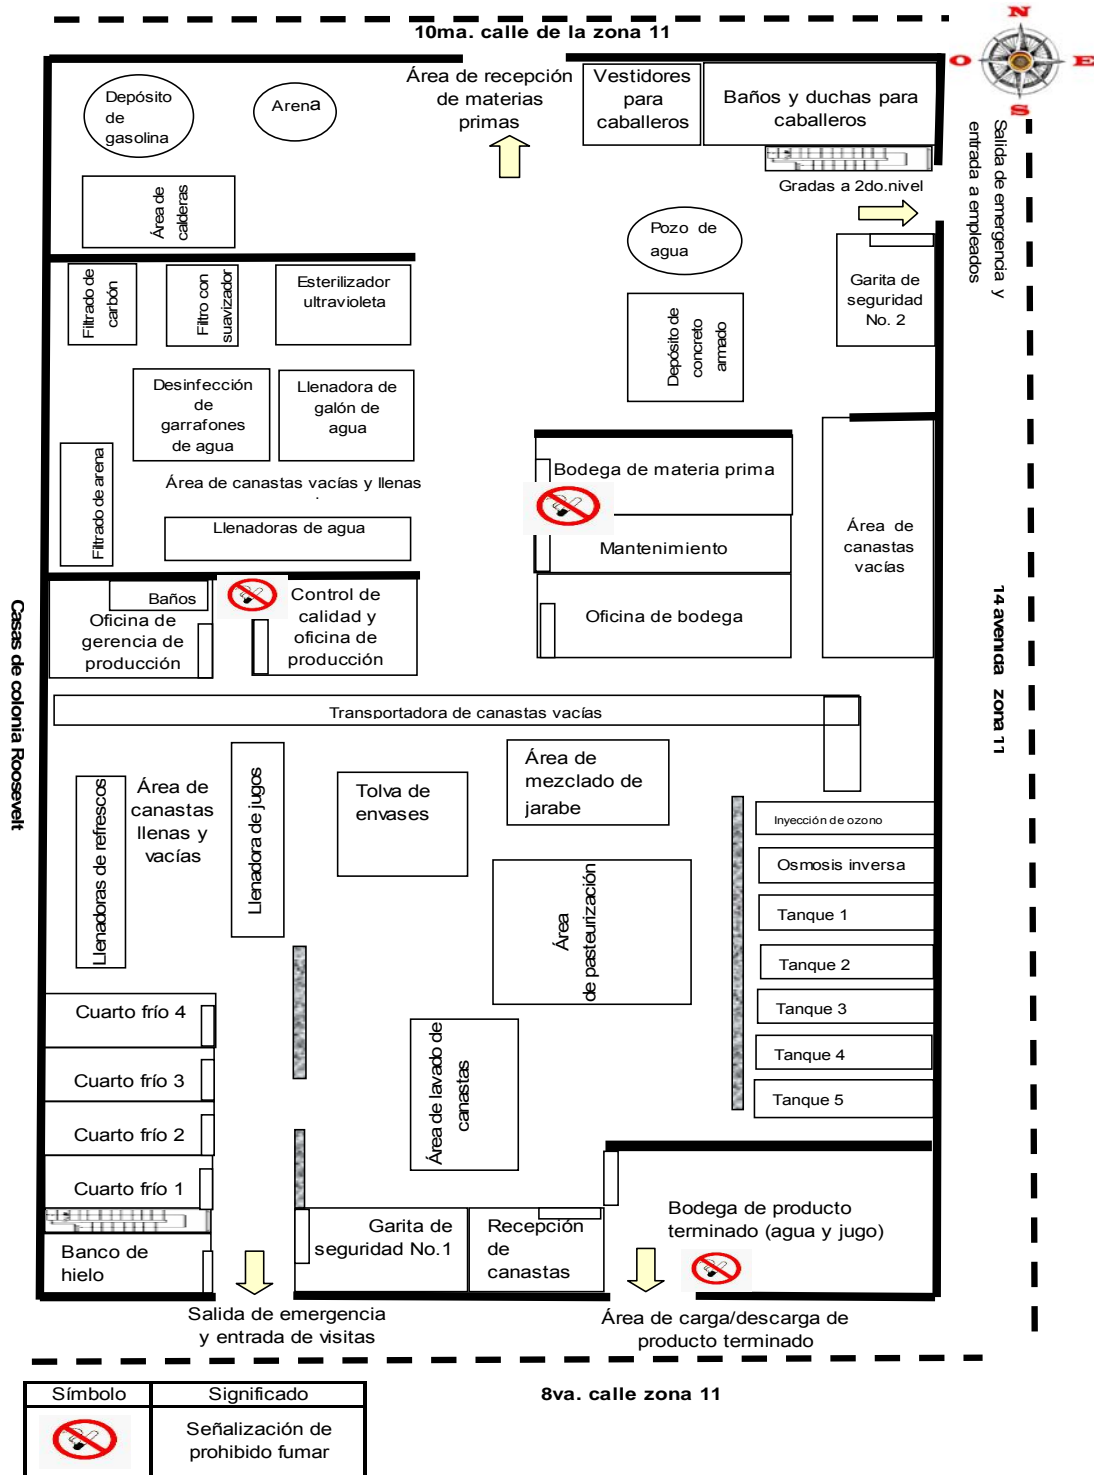 10ma. calle de la zona 11
N
O
E
S
Depósito
de
gasolina
Arena
Área de recepción
de materias
primas
Vestidores
para
caballeros
Baños y duchas para
caballeros
Gradas a 2do.nivel
Salida de emergencia y
entrada a empleados
Área de
calderas
Pozo de
agua
Garita de
seguridad
No. 2
Filtrado de
carbón
Filtro con
suavizador
Esterilizador
ultravioleta
Depósito de
concreto
armado
Desinfección
de
garrafones
de agua
Llenadora de
galón de
agua
Filtrado de arena
Área de canastas vacías y llenas
Llenadoras de agua
Bodega de materia prima
Mantenimiento
Oficina de bodega
Área de
canastas
vacías
Baños
Oficina de
gerencia de
producción
Control de
calidad y
oficina de
producción
Casas de colonia Roosevelt
14 avenida zona 11
Transportadora de canastas vacías
Llenadoras de refrescos
Área de
canastas
llenas y
vacías
Llenadora de jugos
Tolva de
envases
Área de
mezclado de
jarabe
Área
de pasteurización
Inyección de ozono
Osmosis inversa
Tanque 1
Tanque 2
Tanque 3
Tanque 4
Tanque 5
Cuarto frío 4
Cuarto frío 3
Cuarto frío 2
Cuarto frío 1
Área de lavado de
canastas
Banco de
hielo
Garita de
seguridad No.1
Recepción
de
canastas
Bodega de producto
terminado (agua y jugo)
Salida de emergencia
y entrada de visitas
Área de carga/descarga de
producto terminado
8va. calle zona 11
Símbolo
Significado
Señalización de
prohibido fumar